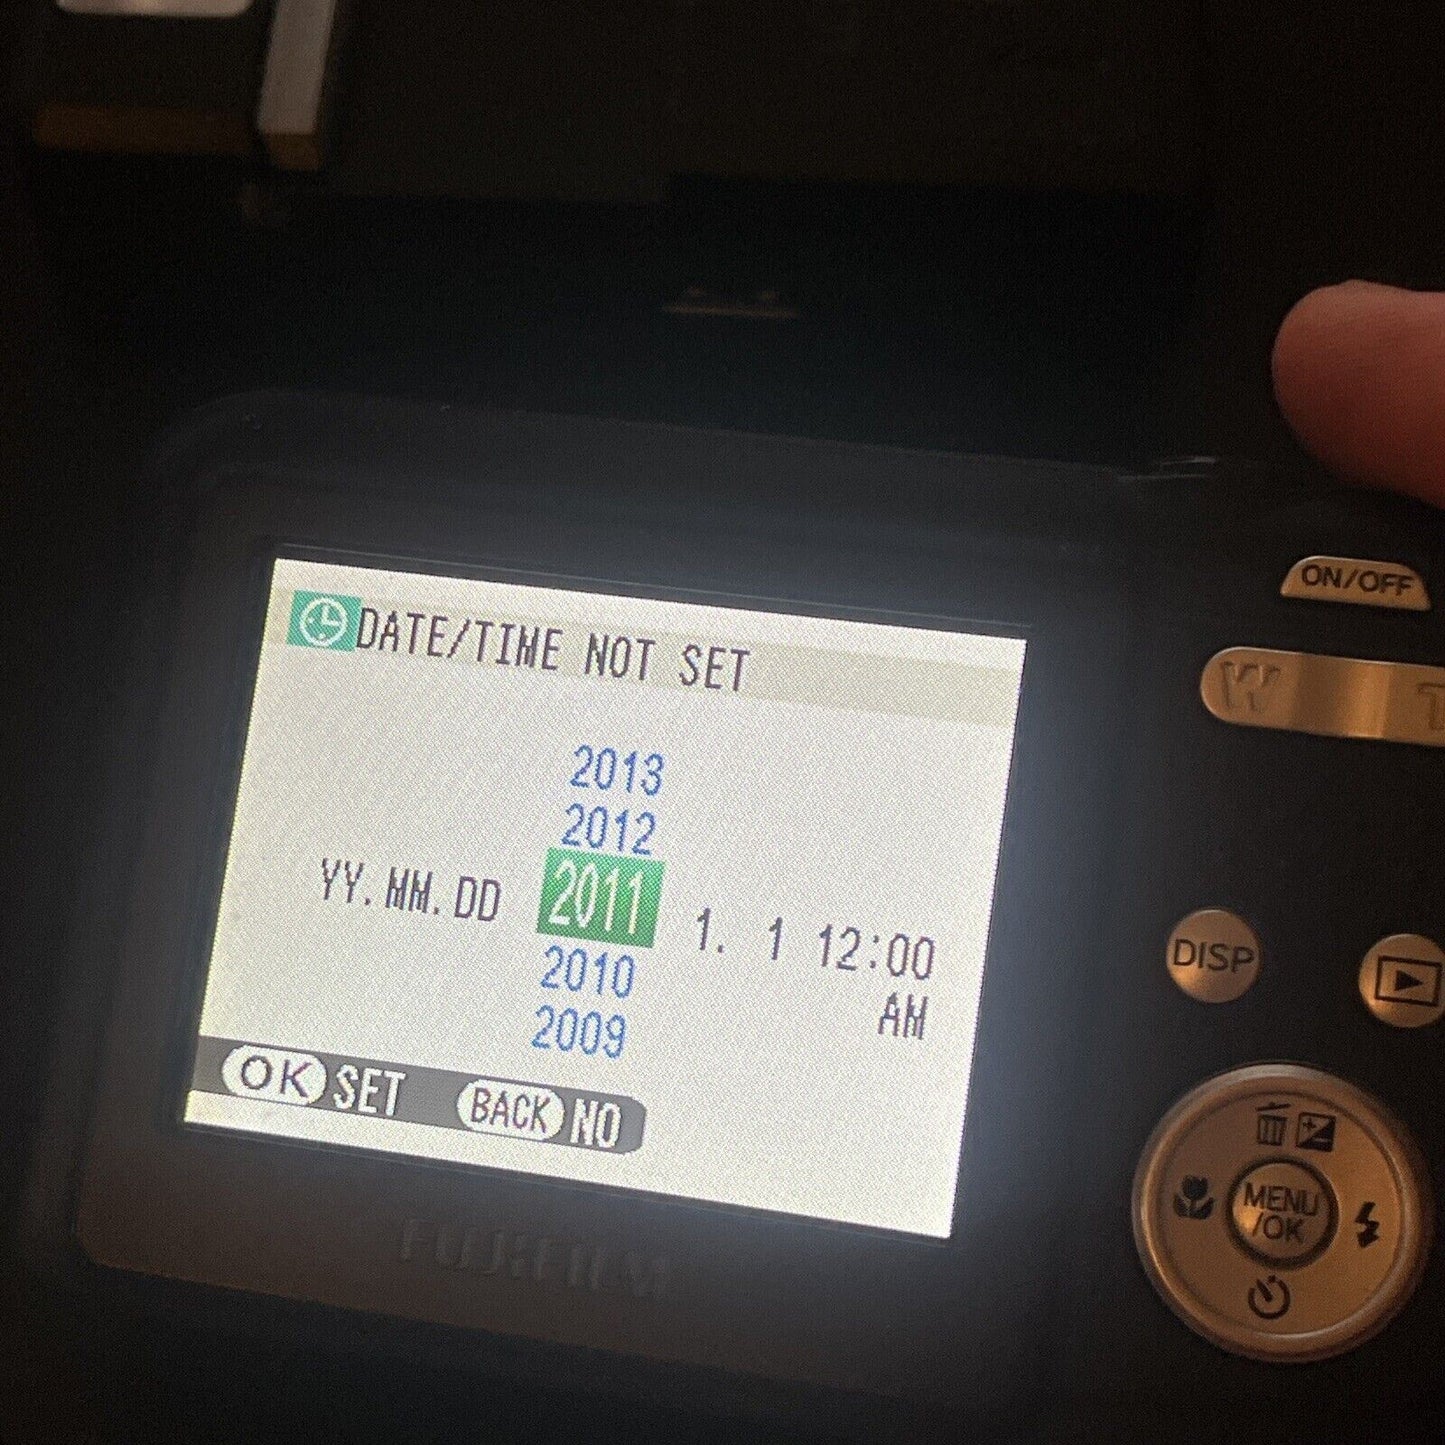 DATE/TIME NOT SET
2013
2012
YY.MM.DD 2011 1. 1 12:00
2010
AM
2009
OK SET BACK NO
FUJIFILM
ON/OFF
W T
DISP
MENU
/OK